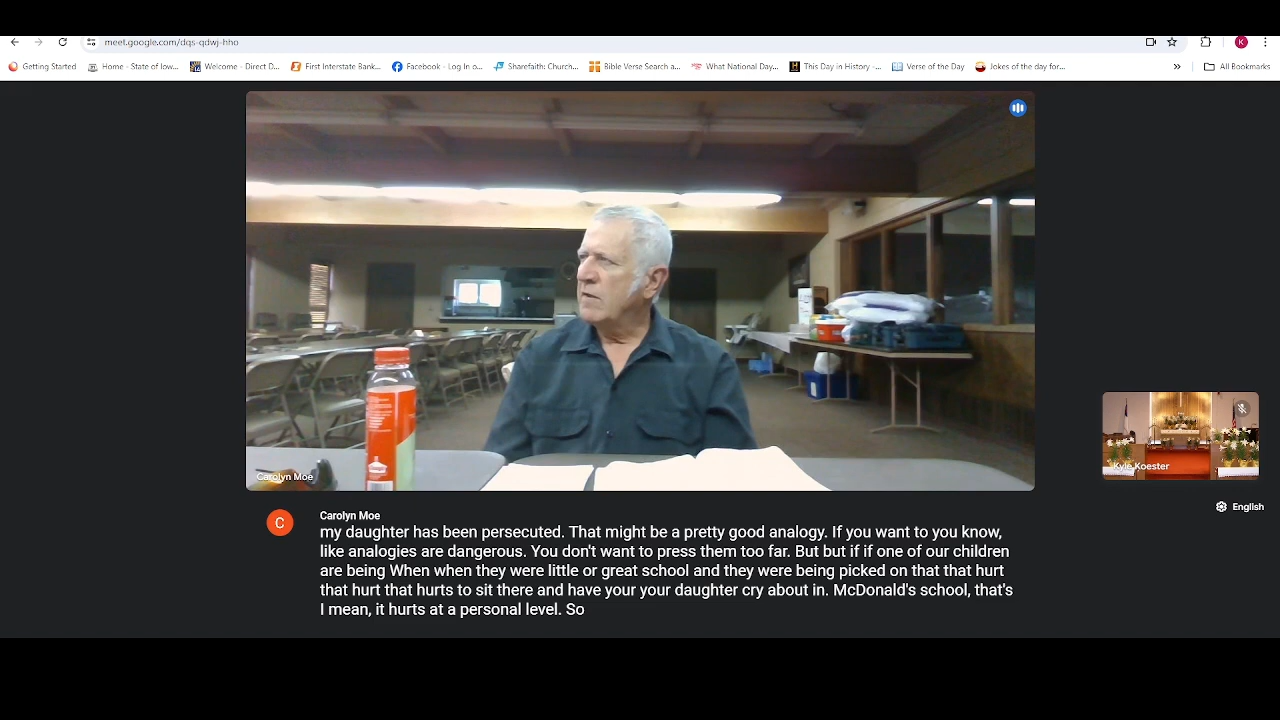 meet.google.com/dqs-qdwj-hho
Getting Started Home - State of Iow... Welcome - Direct D... First Interstate Bank... Facebook - Log In o... Sharefaith: Church... Bible Verse Search a... What National Day... This Day in History -... Verse of the Day Jokes of the day for... » All Bookmarks
Carolyn Moe
Kyle Koester
English
C
Carolyn Moe
my daughter has been persecuted. That might be a pretty good analogy. If you want to you know,
like analogies are dangerous. You don't want to press them too far. But but if if one of our children
are being When when they were little or great school and they were being picked on that that hurt
that hurt that hurts to sit there and have your your daughter cry about in. McDonald's school, that's
I mean, it hurts at a personal level. So